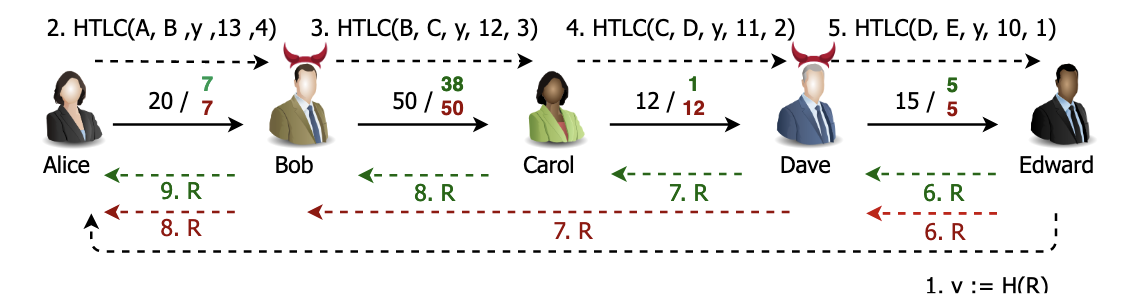 2. HTLC(A, B ,y ,13 ,4)
3. HTLC(B, C, y, 12, 3)
4. HTLC(C, D, y, 11, 2)
5. HTLC(D, E, y, 10, 1)
20 / 7 7
50 / 38 50
12 / 1 12
15 / 5 5
Alice
Bob
Carol
Dave
Edward
9. R
8. R
7. R
6. R
8. R
7. R
6. R
1. y := H(R)